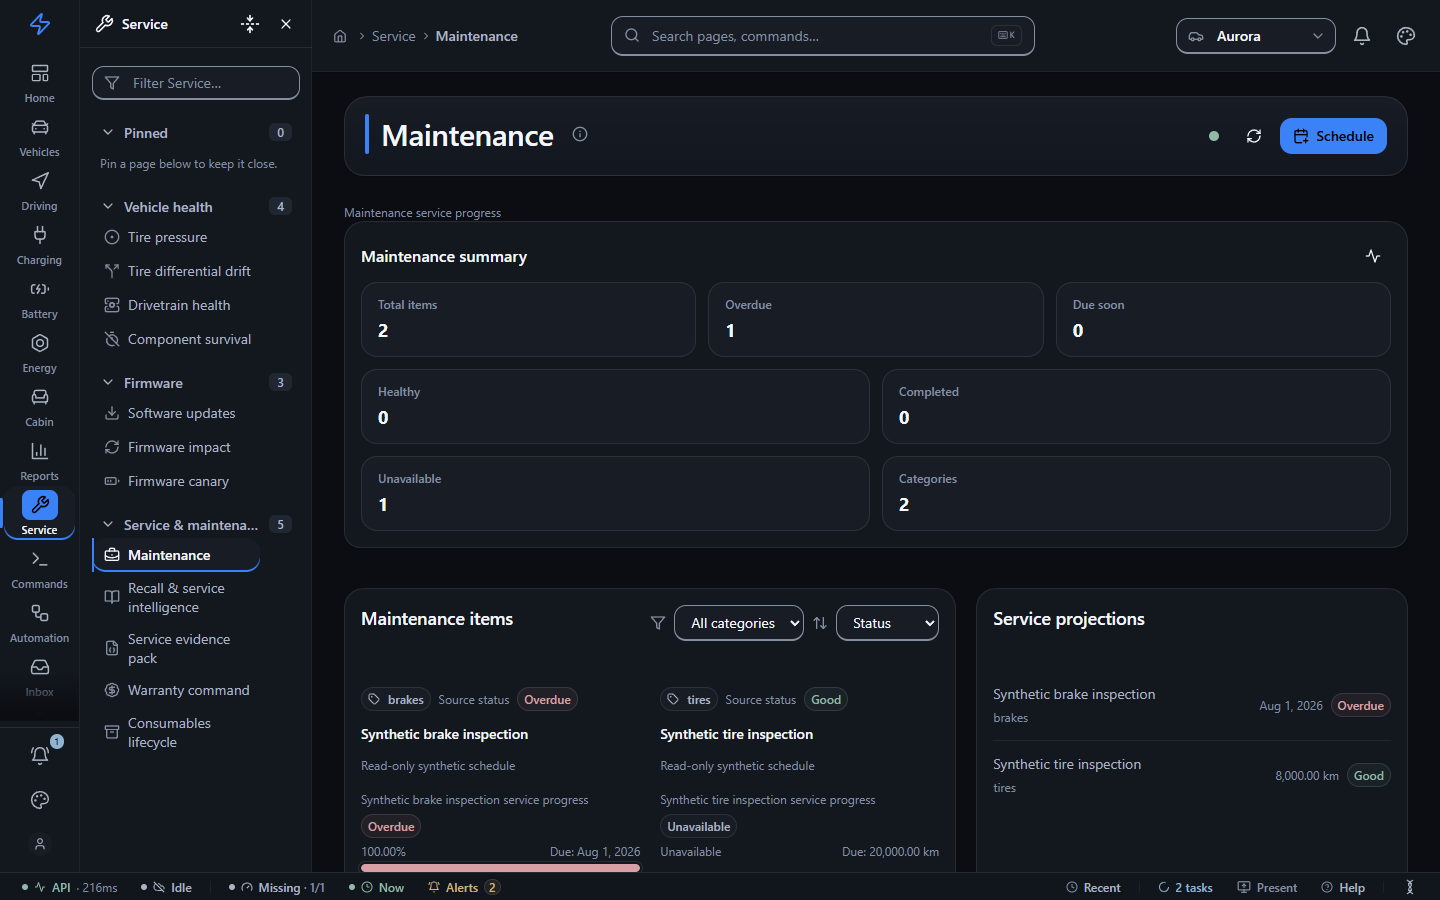 Home
Vehicles
Driving
Charging
Battery
Energy
Cabin
Reports
Service
Commands
Automation
Inbox
1
Service
Filter Service...
Pinned 0
Pin a page below to keep it close.
Vehicle health 4
Tire pressure
Tire differential drift
Drivetrain health
Component survival
Firmware 3
Software updates
Firmware impact
Firmware canary
Service & maintena... 5
Maintenance
Recall & service
intelligence
Service evidence
pack
Warranty command
Consumables
lifecycle
Service Maintenance
Search pages, commands... K
Aurora
Maintenance
Schedule
Maintenance service progress
Maintenance summary
Total items
2
Overdue
1
Due soon
0
Healthy
0
Completed
0
Unavailable
1
Categories
2
Maintenance items
All categories
Status
brakes Source status Overdue
Synthetic brake inspection
Read-only synthetic schedule
Synthetic brake inspection service progress
Overdue
100.00% Due: Aug 1, 2026
tires Source status Good
Synthetic tire inspection
Read-only synthetic schedule
Synthetic tire inspection service progress
Unavailable
Unavailable Due: 20,000.00 km
Service projections
Synthetic brake inspection
brakes
Aug 1, 2026 Overdue
Synthetic tire inspection
tires
8,000.00 km Good
API · 216ms Idle Missing · 1/1 Now Alerts 2 Recent 2 tasks Present Help